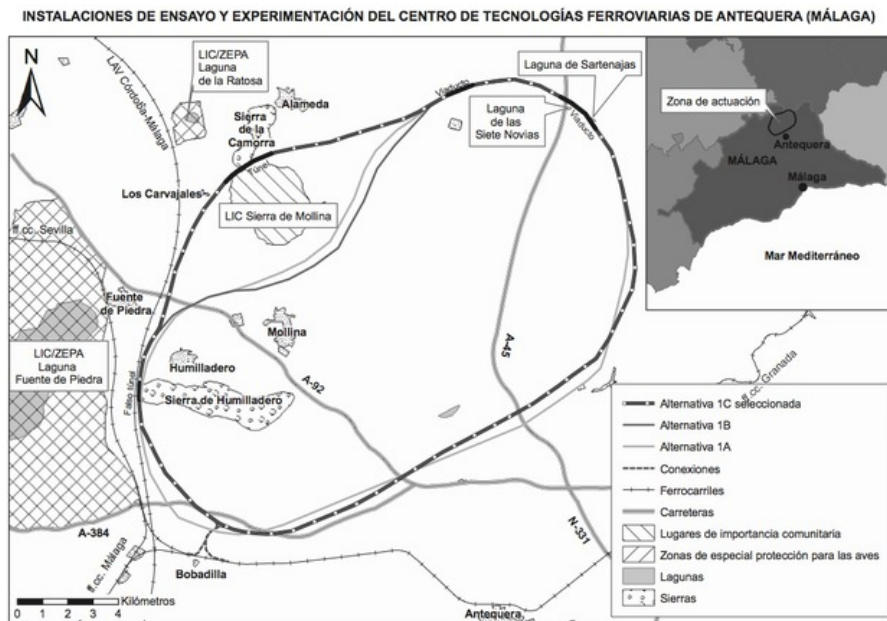 INSTALACIONES DE ENSAYO Y EXPERIMENTACIÓN DEL CENTRO DE TECNOLOGÍAS FERROVIARIAS DE ANTEQUERA (MÁLAGA)
N
LAV Córdoba-Málaga
LIC/ZEPA
Laguna
de la Ratosa
Alameda
Sierra
de la
Camorra
Túnel
Los Carvajales
LIC Sierra de Mollina
Viaducto
Laguna de Sartenajas
Laguna
de las
Siete Novias
Viaducto
Zona de actuación
Antequera
MÁLAGA
Málaga
Mar Mediterráneo
ff.cc. Sevilla
Fuente
de Piedra
Mollina
LIC/ZEPA
Laguna
Fuente de Piedra
Humilladero
Falso túnel
Sierra de Humilladero
A-92
A-45
ff.cc. Granada
A-384
ff.cc. Málaga
Bobadilla
N-331
Antequera
0 1 2 3 4 Kilómetros
Alternativa 1C seleccionada
Alternativa 1B
Alternativa 1A
Conexiones
Ferrocarriles
Carreteras
Lugares de importancia comunitaria
Zonas de especial protección para las aves
Lagunas
Sierras